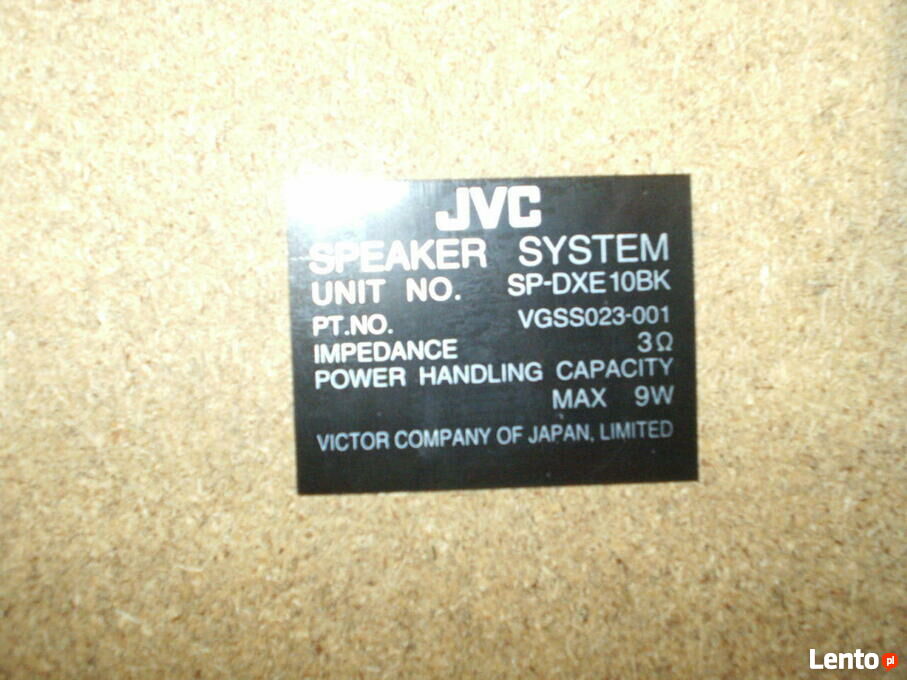 JVC
SPEAKER SYSTEM
UNIT NO. SP-DXE10BK
PT.NO. VGSS023-001
IMPEDANCE 3Ω
POWER HANDLING CAPACITY
MAX 9W
VICTOR COMPANY OF JAPAN, LIMITED
Lento pl